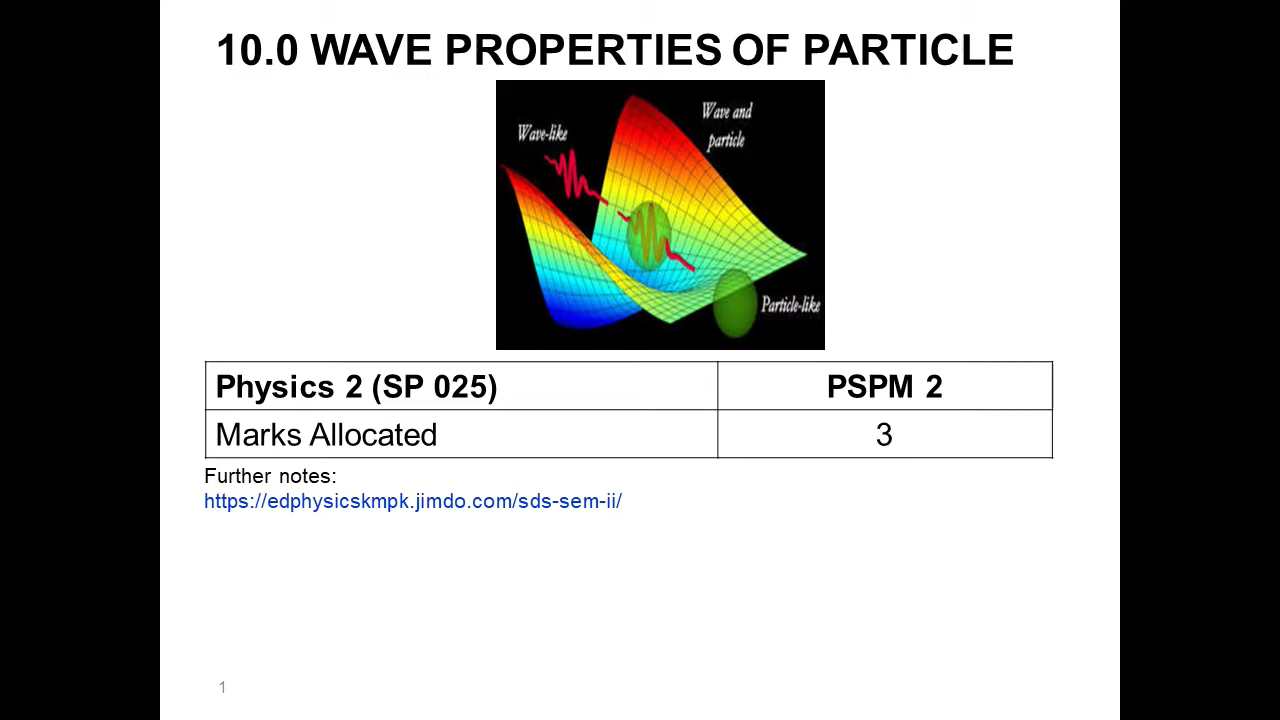 10.0 WAVE PROPERTIES OF PARTICLE
Wave-like
Wave and
particle
Particle-like
Physics 2 (SP 025) PSPM 2
Marks Allocated 3
Further notes:
https://edphysicskmpk.jimdo.com/sds-sem-ii/
1